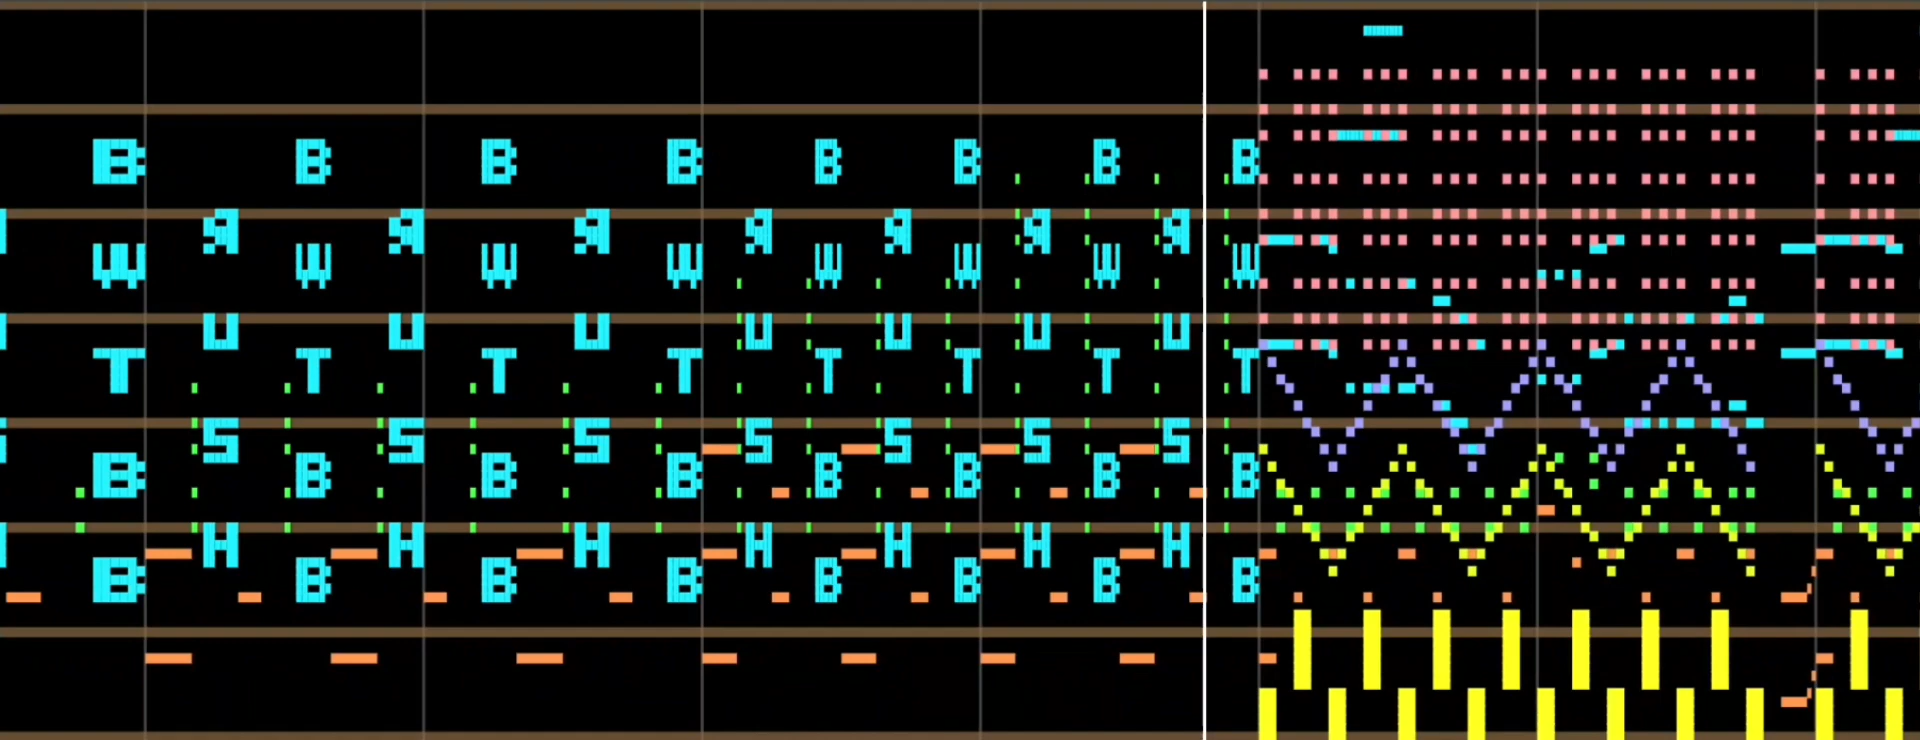 B B B B B B B B
9 9 9 9 9 9 9
W W W W W W W W
U U U U U U U
T T T T T T T T
S S S S S S S
B B B B B B B B
H H H H H H H
B B B B B B B B